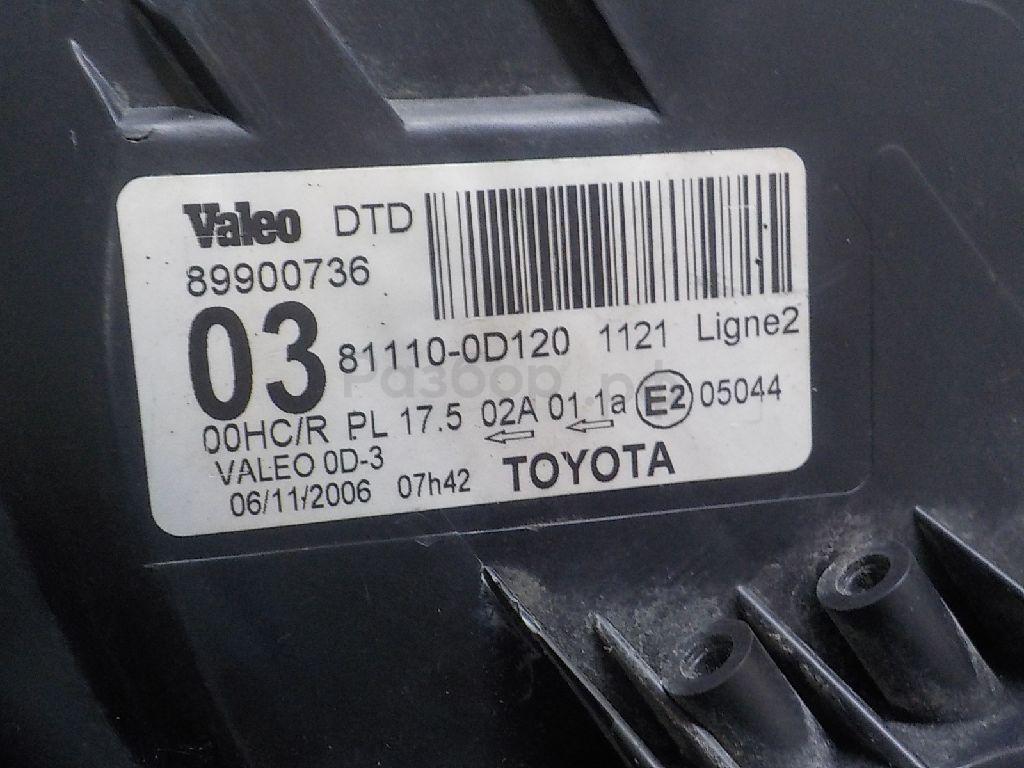 Valeo DTD
89900736
03 81110-0D120 1121 Ligne2
00HC/R PL 17.5 02A 01 1a E2 05044
VALEO 0D-3
06/11/2006 07h42 TOYOTA